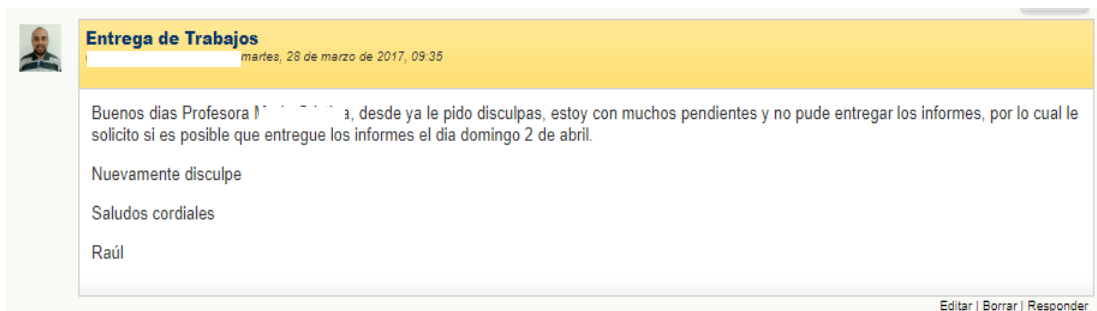 Entrega de Trabajos
martes, 28 de marzo de 2017, 09:35
Buenos dias Profesora , desde ya le pido disculpas, estoy con muchos pendientes y no pude entregar los informes, por lo cual le
solicito si es posible que entregue los informes el dia domingo 2 de abril.
Nuevamente disculpe
Saludos cordiales
Raúl
Editar | Borrar | Responder